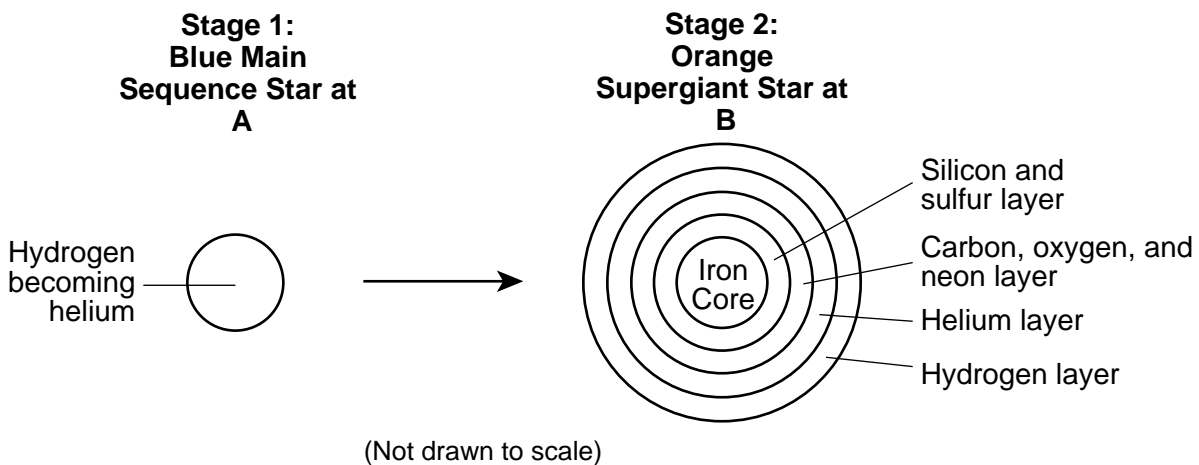 Stage 1:
Blue Main
Sequence Star at
A
Stage 2:
Orange
Supergiant Star at
B
Hydrogen
becoming
helium
Iron
Core
Silicon and
sulfur layer
Carbon, oxygen, and
neon layer
Helium layer
Hydrogen layer
(Not drawn to scale)